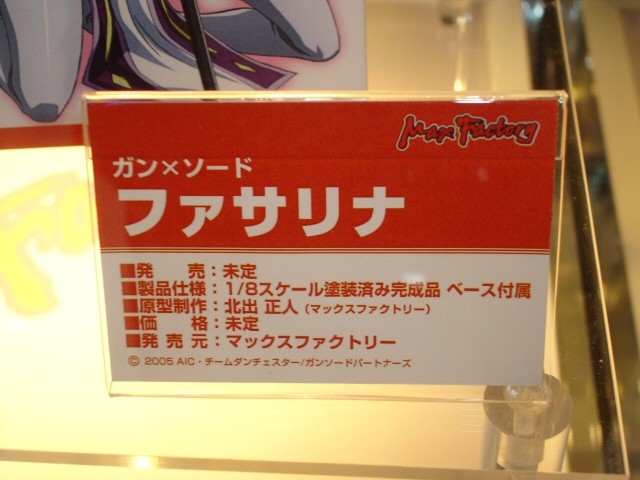 Max Factory
ガン×ソード
ファサリナ
■発　売：未定
■製品仕様：1/8スケール塗装済み完成品 ベース付属
■原型制作：北出 正人（マックスファクトリー）
■価　格：未定
■発 売 元：マックスファクトリー
© 2005 AIC・チームダンチェスター/ガンソードパートナーズ